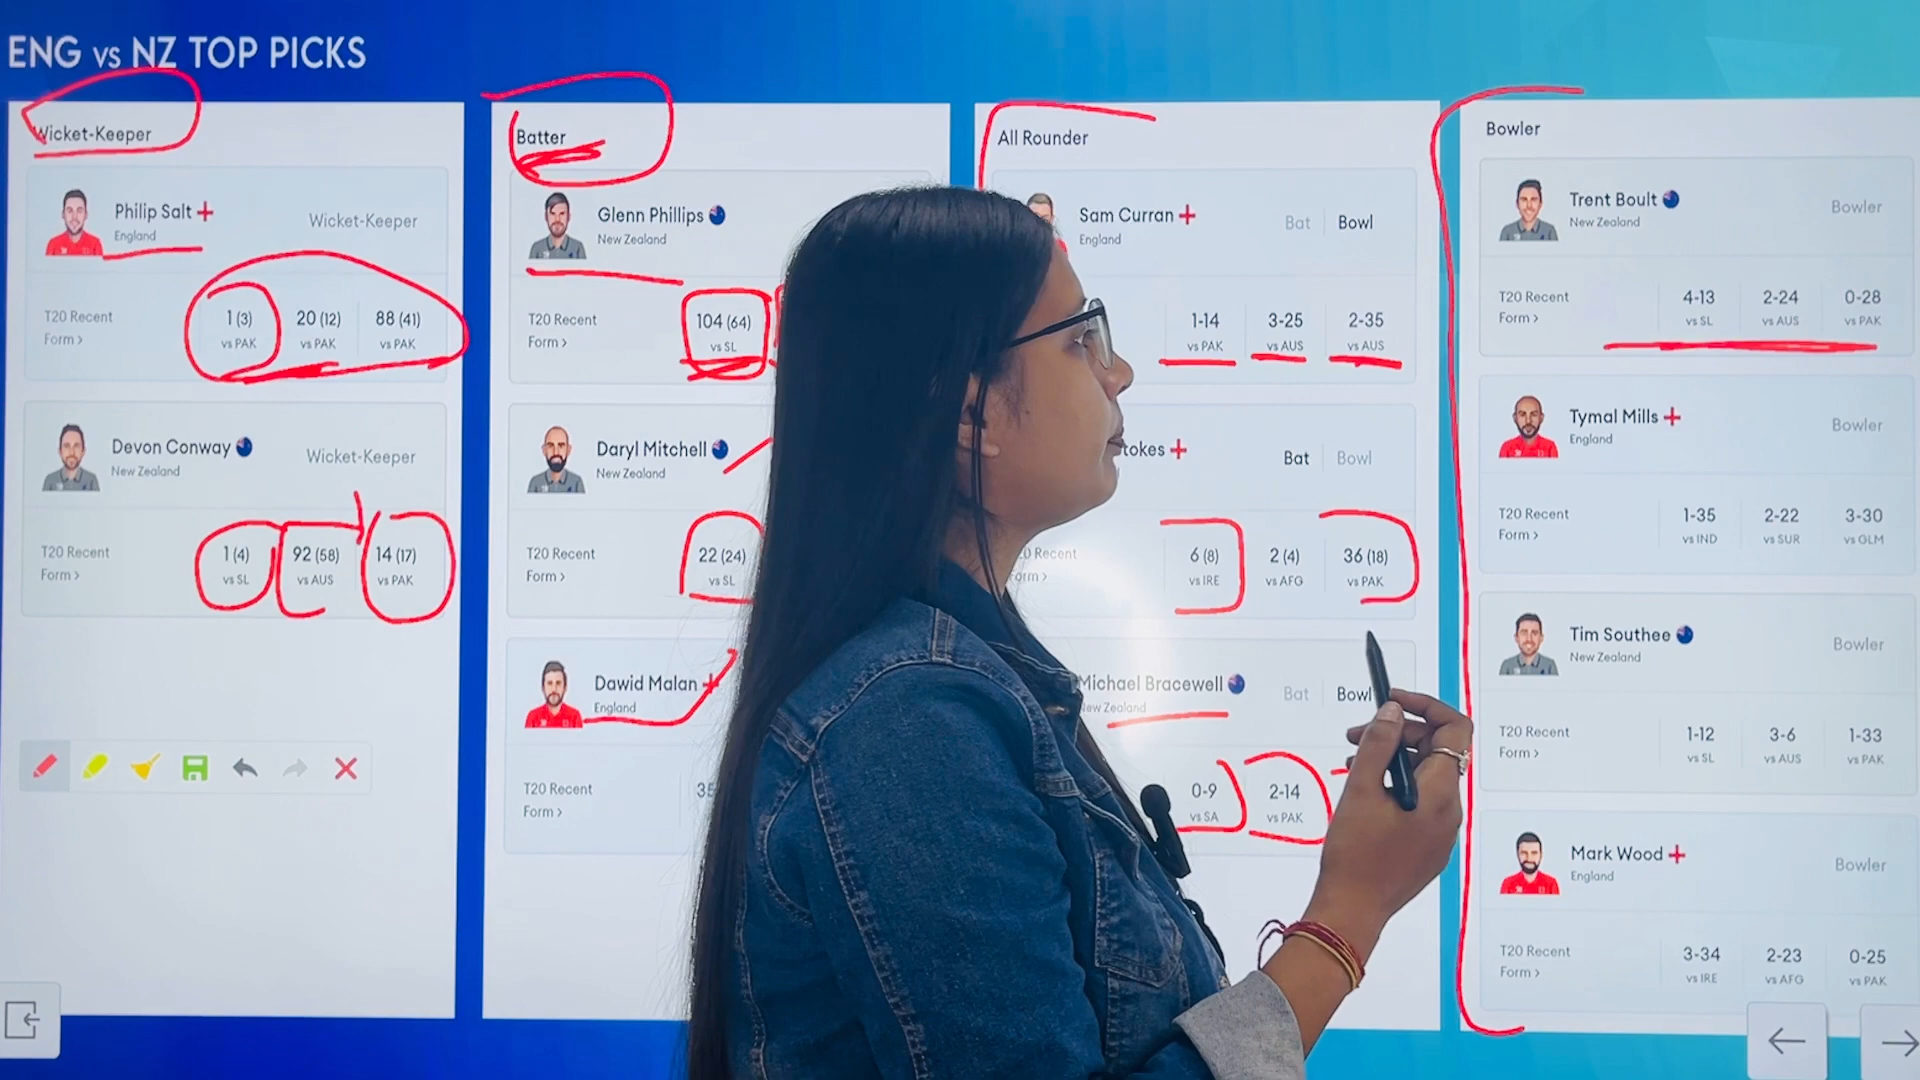 ENG vs NZ TOP PICKS
Wicket-Keeper
Philip Salt
England
Wicket-Keeper
T20 Recent
Form >
1 (3)
vs PAK
20 (12)
vs PAK
88 (41)
vs PAK
Devon Conway
New Zealand
Wicket-Keeper
T20 Recent
Form >
1 (4)
vs SL
92 (58)
vs AUS
14 (17)
vs PAK
Batter
Glenn Phillips
New Zealand
T20 Recent
Form >
104 (64)
vs SL
Daryl Mitchell
New Zealand
T20 Recent
Form >
22 (24)
vs SL
Dawid Malan
England
T20 Recent
Form >
35
All Rounder
Sam Curran
England
Bat
Bowl
1-14
vs PAK
3-25
vs AUS
2-35
vs AUS
tokes
Bat
Bowl
Recent
6 (8)
vs IRE
2 (4)
vs AFG
36 (18)
vs PAK
Michael Bracewell
New Zealand
Bat
Bowl
0-9
vs SA
2-14
vs PAK
Bowler
Trent Boult
New Zealand
Bowler
T20 Recent
Form >
4-13
vs SL
2-24
vs AUS
0-28
vs PAK
Tymal Mills
England
Bowler
T20 Recent
Form >
1-35
vs IND
2-22
vs SUR
3-30
vs GLM
Tim Southee
New Zealand
Bowler
T20 Recent
Form >
1-12
vs SL
3-6
vs AUS
1-33
vs PAK
Mark Wood
England
Bowler
T20 Recent
Form >
3-34
vs IRE
2-23
vs AFG
0-25
vs PAK